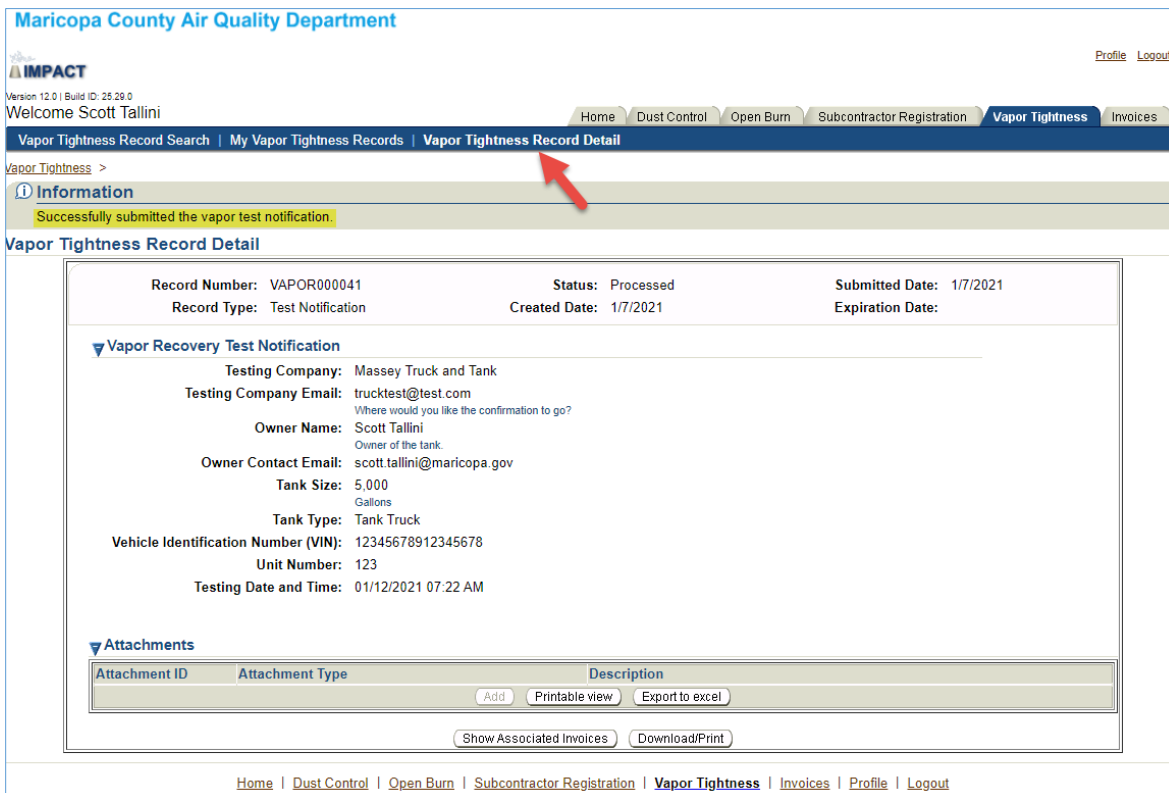 Maricopa County Air Quality Department
IMPACT
Profile Logout
Version 12.0 | Build ID: 25.29.0
Welcome Scott Tallini
Home Dust Control Open Burn Subcontractor Registration Vapor Tightness Invoices
Vapor Tightness Record Search | My Vapor Tightness Records | Vapor Tightness Record Detail
Vapor Tightness >
Information
Successfully submitted the vapor test notification.
Vapor Tightness Record Detail
Record Number: VAPOR000041 Status: Processed Submitted Date: 1/7/2021
Record Type: Test Notification Created Date: 1/7/2021 Expiration Date:
Vapor Recovery Test Notification
Testing Company: Massey Truck and Tank
Testing Company Email: trucktest@test.com
Where would you like the confirmation to go?
Owner Name: Scott Tallini
Owner of the tank.
Owner Contact Email: scott.tallini@maricopa.gov
Tank Size: 5,000
Gallons
Tank Type: Tank Truck
Vehicle Identification Number (VIN): 12345678912345678
Unit Number: 123
Testing Date and Time: 01/12/2021 07:22 AM
Attachments
Attachment ID Attachment Type Description
Add Printable view Export to excel
Show Associated Invoices Download/Print
Home | Dust Control | Open Burn | Subcontractor Registration | Vapor Tightness | Invoices | Profile | Logout